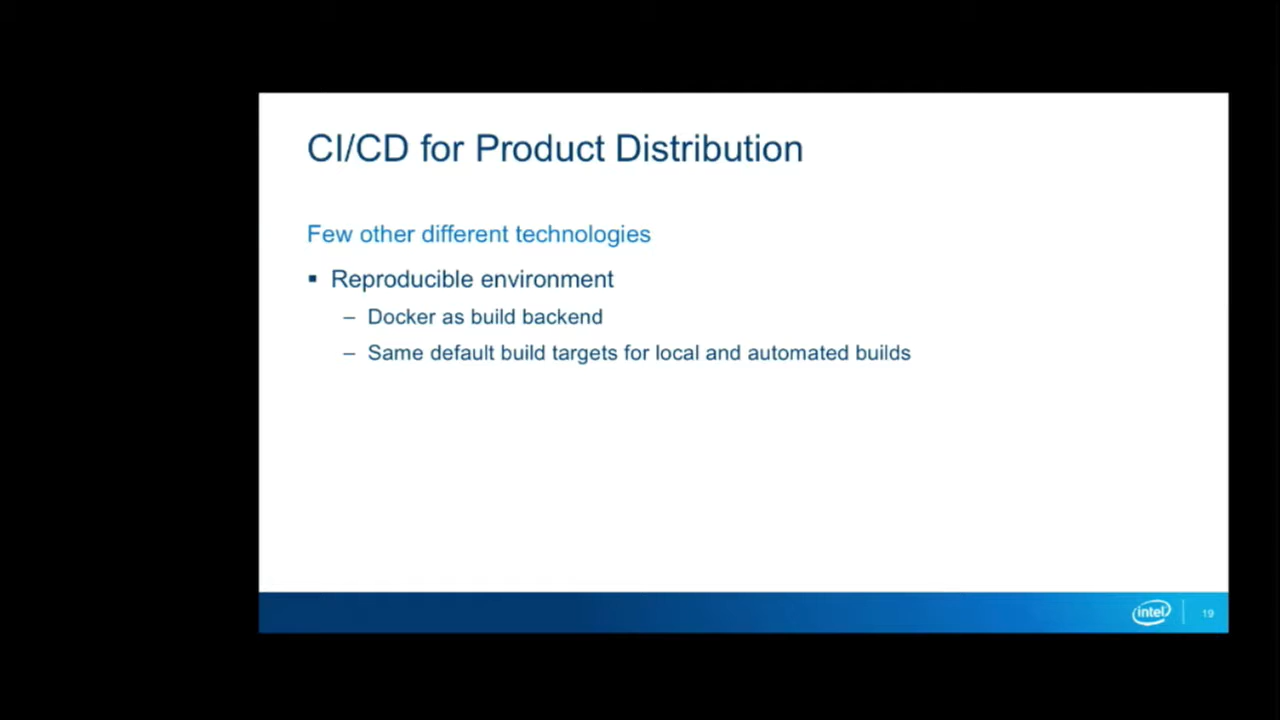 CI/CD for Product Distribution
Few other different technologies
▪ Reproducible environment
– Docker as build backend
– Same default build targets for local and automated builds
intel
19